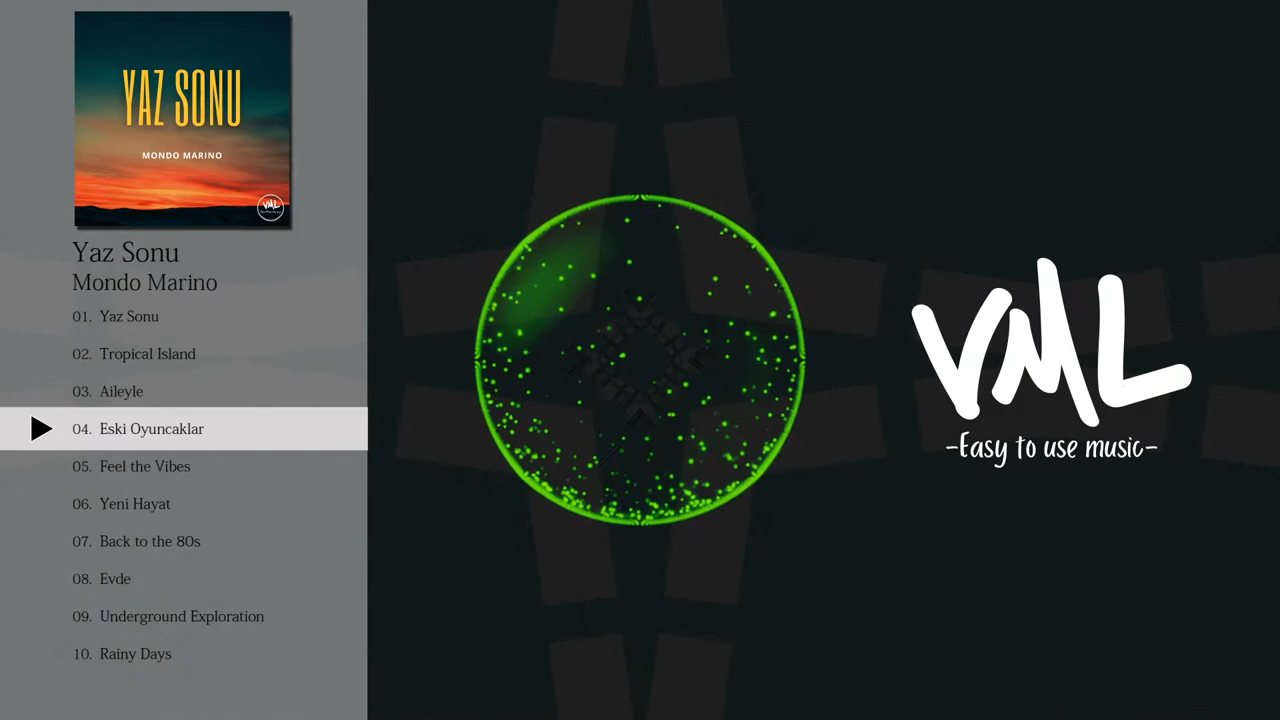 YAZ SONU
MONDO MARINO
VML
Yaz Sonu
Mondo Marino
01. Yaz Sonu
02. Tropical Island
03. Aileyle
04. Eski Oyuncaklar
05. Feel the Vibes
06. Yeni Hayat
07. Back to the 80s
08. Evde
09. Underground Exploration
10. Rainy Days
VML
-Easy to use music-